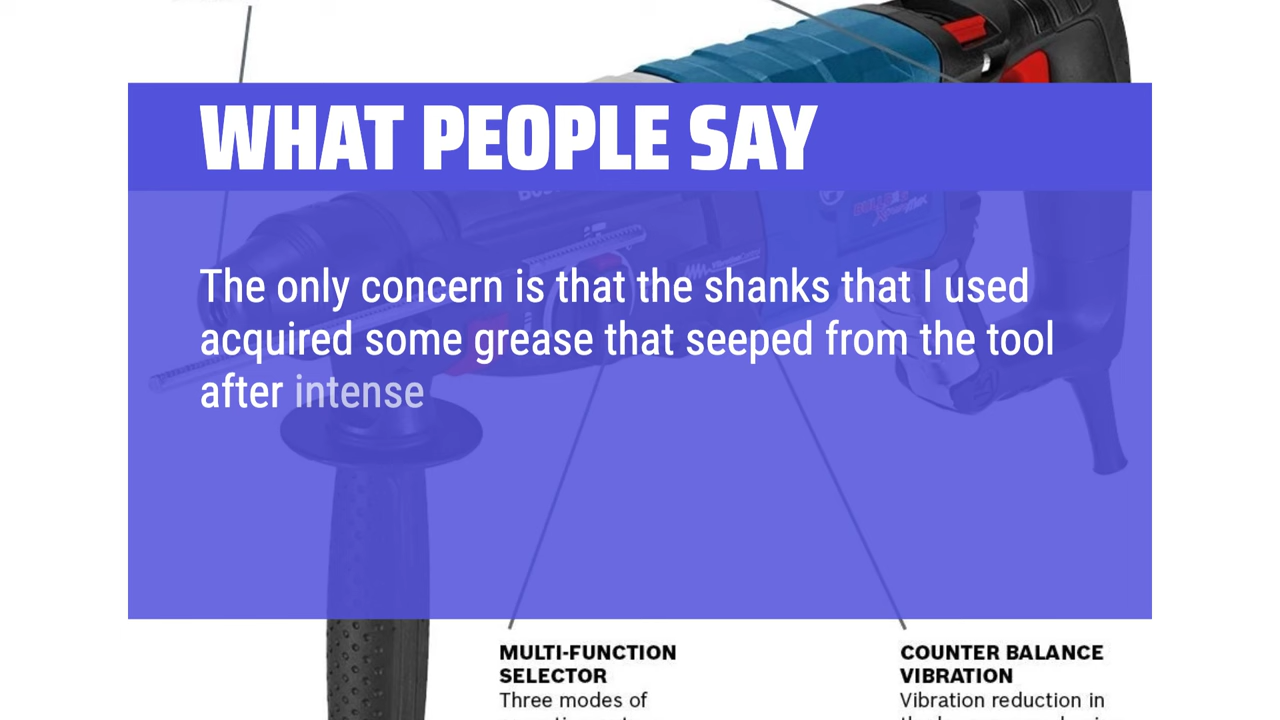 WHAT PEOPLE SAY
The only concern is that the shanks that I used
acquired some grease that seeped from the tool
after intense
MULTI-FUNCTION
SELECTOR
Three modes of
COUNTER BALANCE
VIBRATION
Vibration reduction in